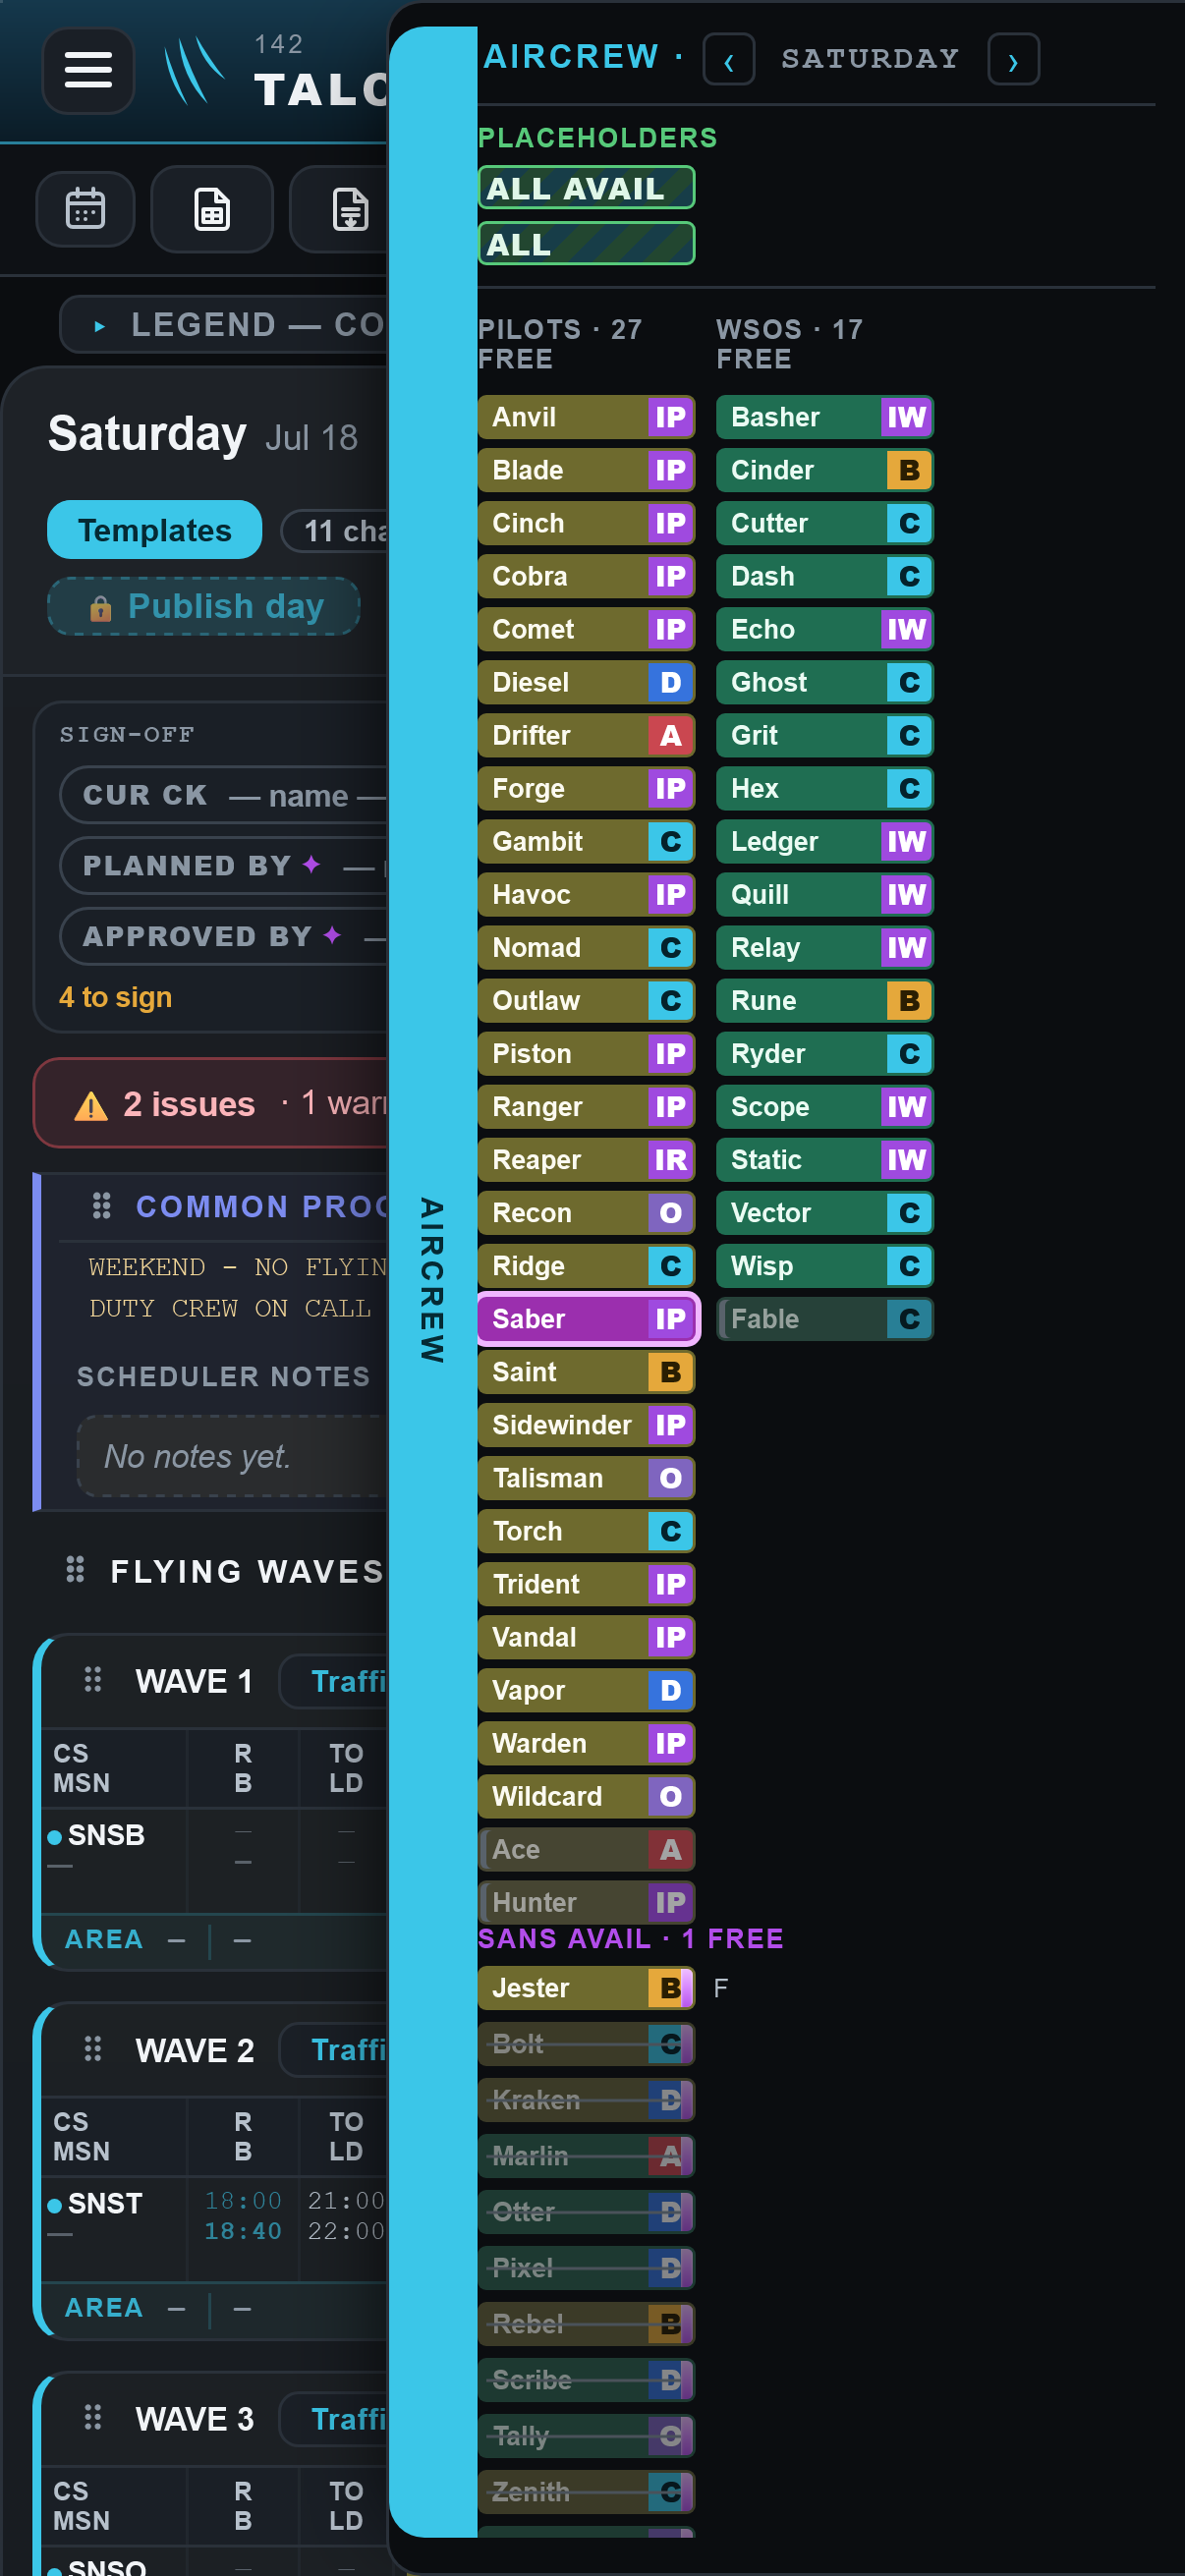 142
TALO
LEGEND — CO
Saturday Jul 18
Templates
11 cha
Publish day
SIGN-OFF
CUR CK — name —
PLANNED BY —
APPROVED BY —
4 to sign
2 issues · 1 warn
COMMON PROG
WEEKEND - NO FLYIN
DUTY CREW ON CALL
SCHEDULER NOTES
No notes yet.
FLYING WAVES
WAVE 1 Traffi
CS R TO
MSN B LD
SNSB — —
— — —
AREA — —
WAVE 2 Traffi
CS R TO
MSN B LD
SNST 18:00 21:00
— 18:40 22:00
AREA — —
WAVE 3 Traffi
CS R TO
MSN B LD
SNSO — —
AIRCREW
AIRCREW · ‹ SATURDAY ›
PLACEHOLDERS
ALL AVAIL
ALL
PILOTS · 27
FREE
Anvil IP
Blade IP
Cinch IP
Cobra IP
Comet IP
Diesel D
Drifter A
Forge IP
Gambit C
Havoc IP
Nomad C
Outlaw C
Piston IP
Ranger IP
Reaper IR
Recon O
Ridge C
Saber IP
Saint B
Sidewinder IP
Talisman O
Torch C
Trident IP
Vandal IP
Vapor D
Warden IP
Wildcard O
Ace A
Hunter IP
WSOS · 17
FREE
Basher IW
Cinder B
Cutter C
Dash C
Echo IW
Ghost C
Grit C
Hex C
Ledger IW
Quill IW
Relay IW
Rune B
Ryder C
Scope IW
Static IW
Vector C
Wisp C
Fable C
SANS AVAIL · 1 FREE
Jester B F
Bolt C
Kraken D
Marlin A
Otter D
Pixel D
Rebel B
Scribe D
Tally
Zenith C